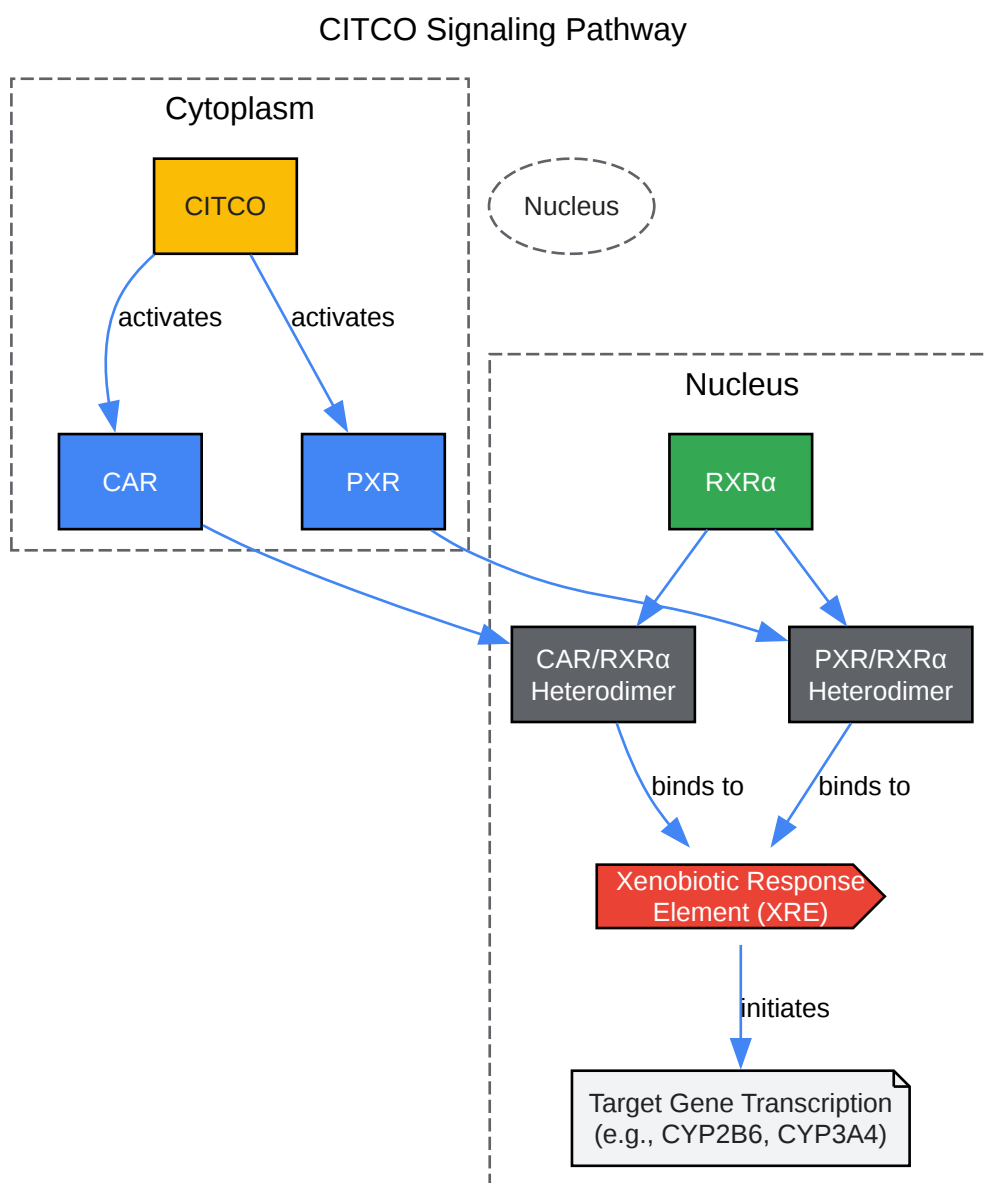 CITCO Signaling Pathway
Cytoplasm
CITCO
Nucleus
activates
activates
Nucleus
CAR
PXR
RXRα
CAR/RXRα
Heterodimer
PXR/RXRα
Heterodimer
binds to
binds to
Xenobiotic Response
Element (XRE)
initiates
Target Gene Transcription
(e.g., CYP2B6, CYP3A4)